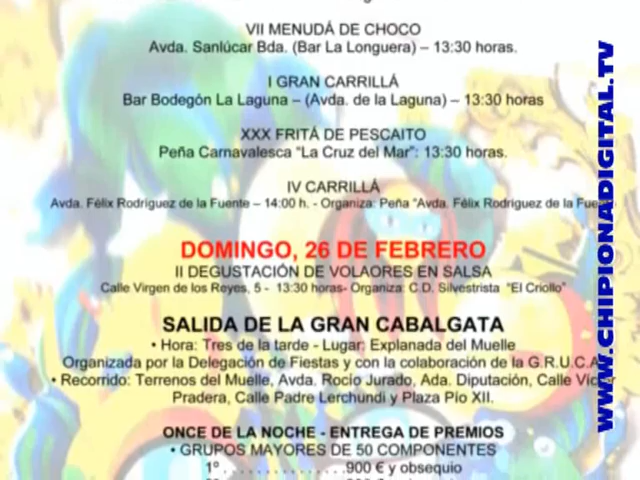 VII MENUDÁ DE CHOCO
Avda. Sanlúcar Bda. (Bar La Longuera) – 13:30 horas.
I GRAN CARRILLÁ
Bar Bodegón La Laguna – (Avda. de la Laguna) – 13:30 horas
XXX FRITÁ DE PESCAITO
Peña Carnavalesca "La Cruz del Mar": 13:30 horas.
IV CARRILLÁ
Avda. Félix Rodriguez de la Fuente – 14:00 h. - Organiza: Peña "Avda. Félix Rodriguez de la Fuente
DOMINGO, 26 DE FEBRERO
II DEGUSTACIÓN DE VOLAORES EN SALSA
Calle Virgen de los Reyes, 5 - 13:30 horas- Organiza: C.D. Silvestrista "El Criollo"
SALIDA DE LA GRAN CABALGATA
• Hora: Tres de la tarde - Lugar: Explanada del Muelle
Organizada por la Delegación de Fiestas y con la colaboración de la G.R.U.C.A.
• Recorrido: Terrenos del Muelle, Avda. Rocío Jurado, Ada. Diputación, Calle Víctor
Pradera, Calle Padre Lerchundi y Plaza Pío XII.
ONCE DE LA NOCHE - ENTREGA DE PREMIOS
• GRUPOS MAYORES DE 50 COMPONENTES
1º . . . . . . . . . . . . . . . . .900 € y obsequio
www.CHIPIONADIGITAL.TV